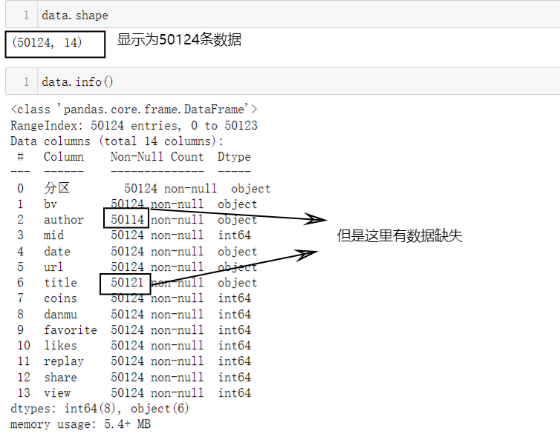 1 data.shape
(50124, 14) 显示为50124条数据
1 data.info()
<class 'pandas.core.frame.DataFrame'>
RangeIndex: 50124 entries, 0 to 50123
Data columns (total 14 columns):
# Column Non-Null Count Dtype
--- ------ -------------- -----
0 分区 50124 non-null object
1 bv 50124 non-null object
2 author 50114 non-null object
3 mid 50124 non-null int64
但是这里有数据缺失
4 date 50124 non-null object
5 url 50124 non-null object
6 title 50121 non-null object
7 coins 50124 non-null int64
8 danmu 50124 non-null int64
9 favorite 50124 non-null int64
10 likes 50124 non-null int64
11 replay 50124 non-null int64
12 share 50124 non-null int64
13 view 50124 non-null int64
dtypes: int64(8), object(6)
memory usage: 5.4+ MB